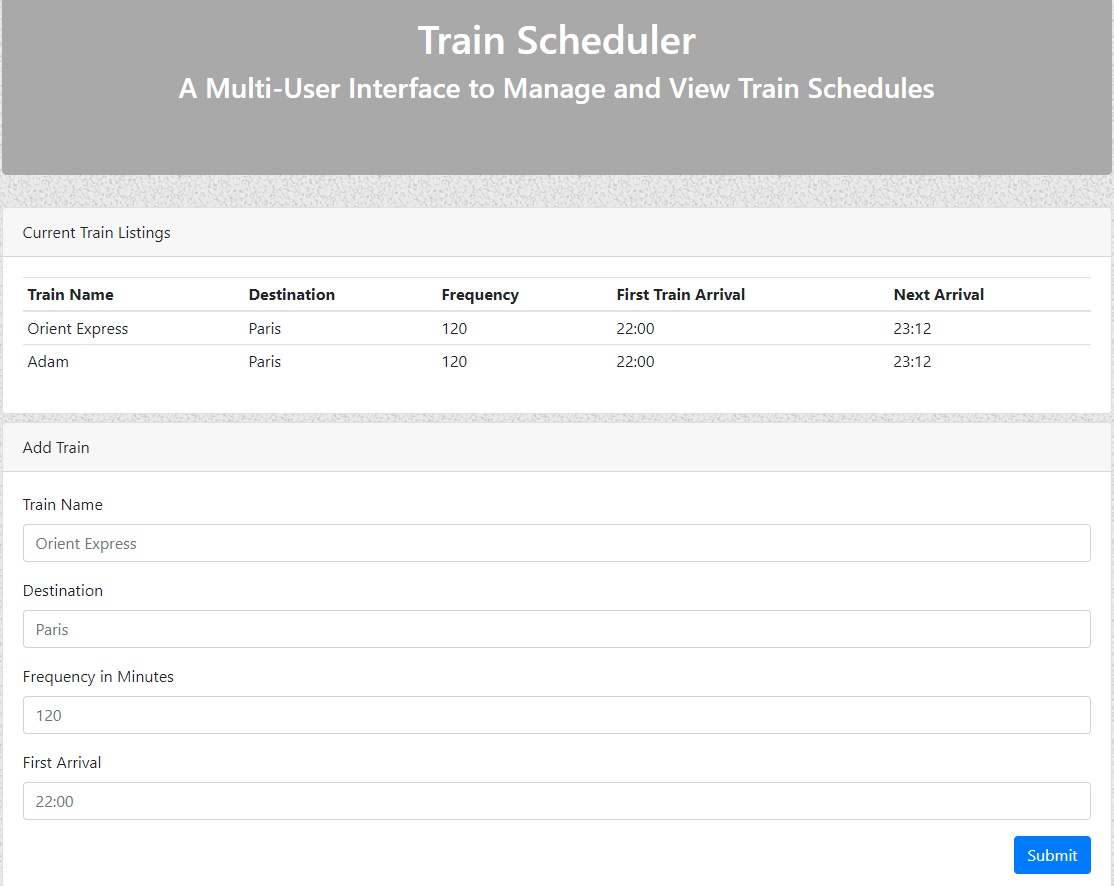 Train Scheduler
A Multi-User Interface to Manage and View Train Schedules
Current Train Listings
Train Name Destination Frequency First Train Arrival Next Arrival
Orient Express Paris 120 22:00 23:12
Adam Paris 120 22:00 23:12
Add Train
Train Name
Orient Express
Destination
Paris
Frequency in Minutes
120
First Arrival
22:00
Submit